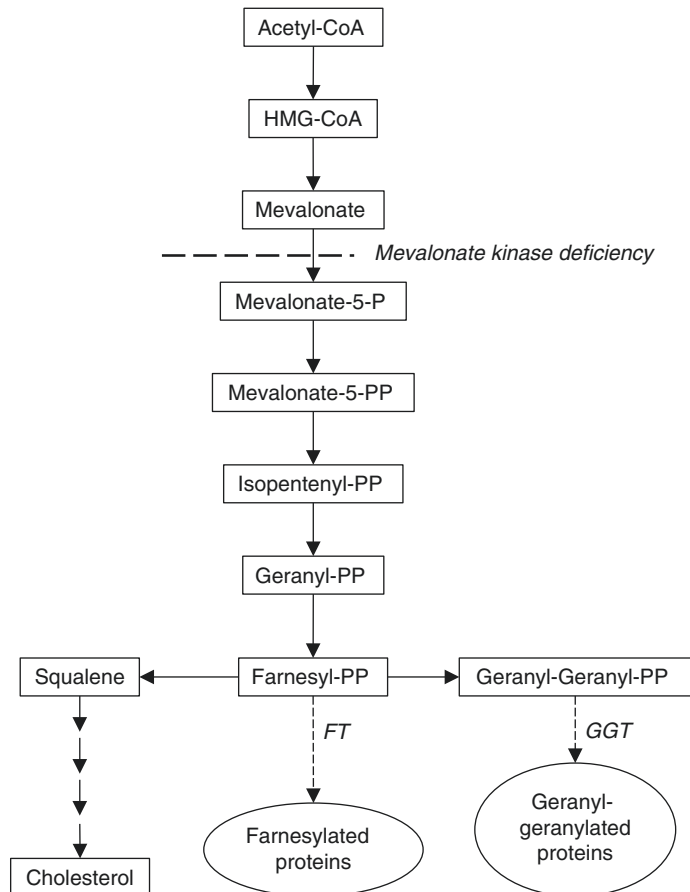 Acetyl-CoA
HMG-CoA
Mevalonate
Mevalonate kinase deficiency
Mevalonate-5-P
Mevalonate-5-PP
Isopentenyl-PP
Geranyl-PP
Squalene
Farnesyl-PP
Geranyl-Geranyl-PP
FT
GGT
Farnesylated
proteins
Geranyl-
geranylated
proteins
Cholesterol